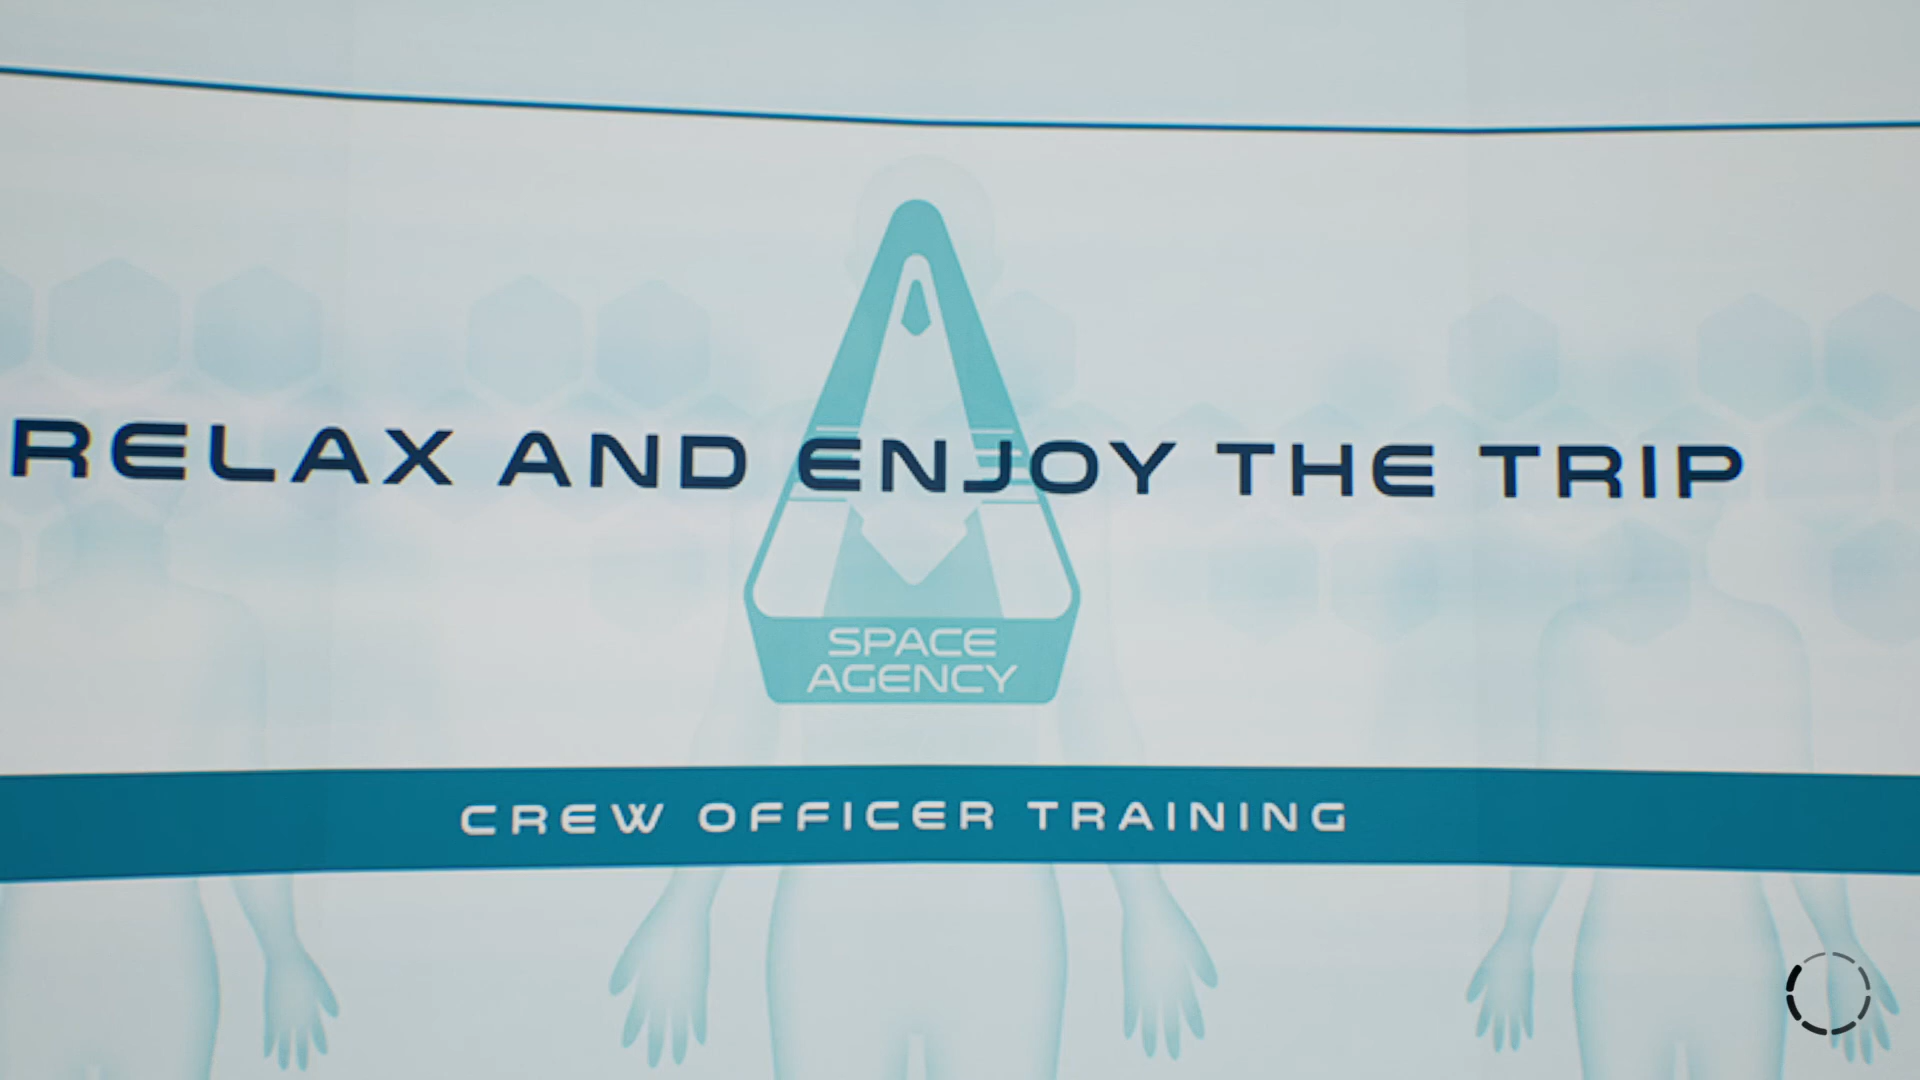 RELAX AND ENJOY THE TRIP
SPACE
AGENCY
CREW OFFICER TRAINING